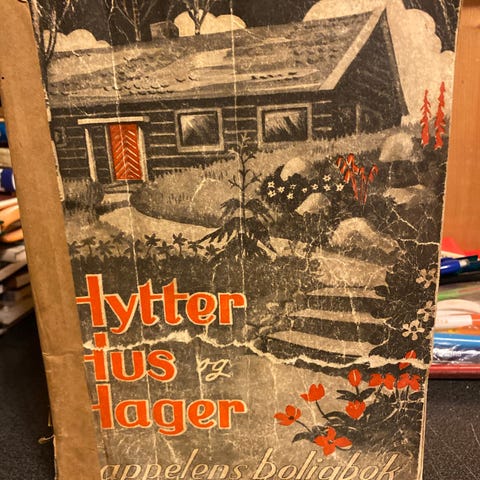 Hytter
Hus og
Hager
appelens boligbok